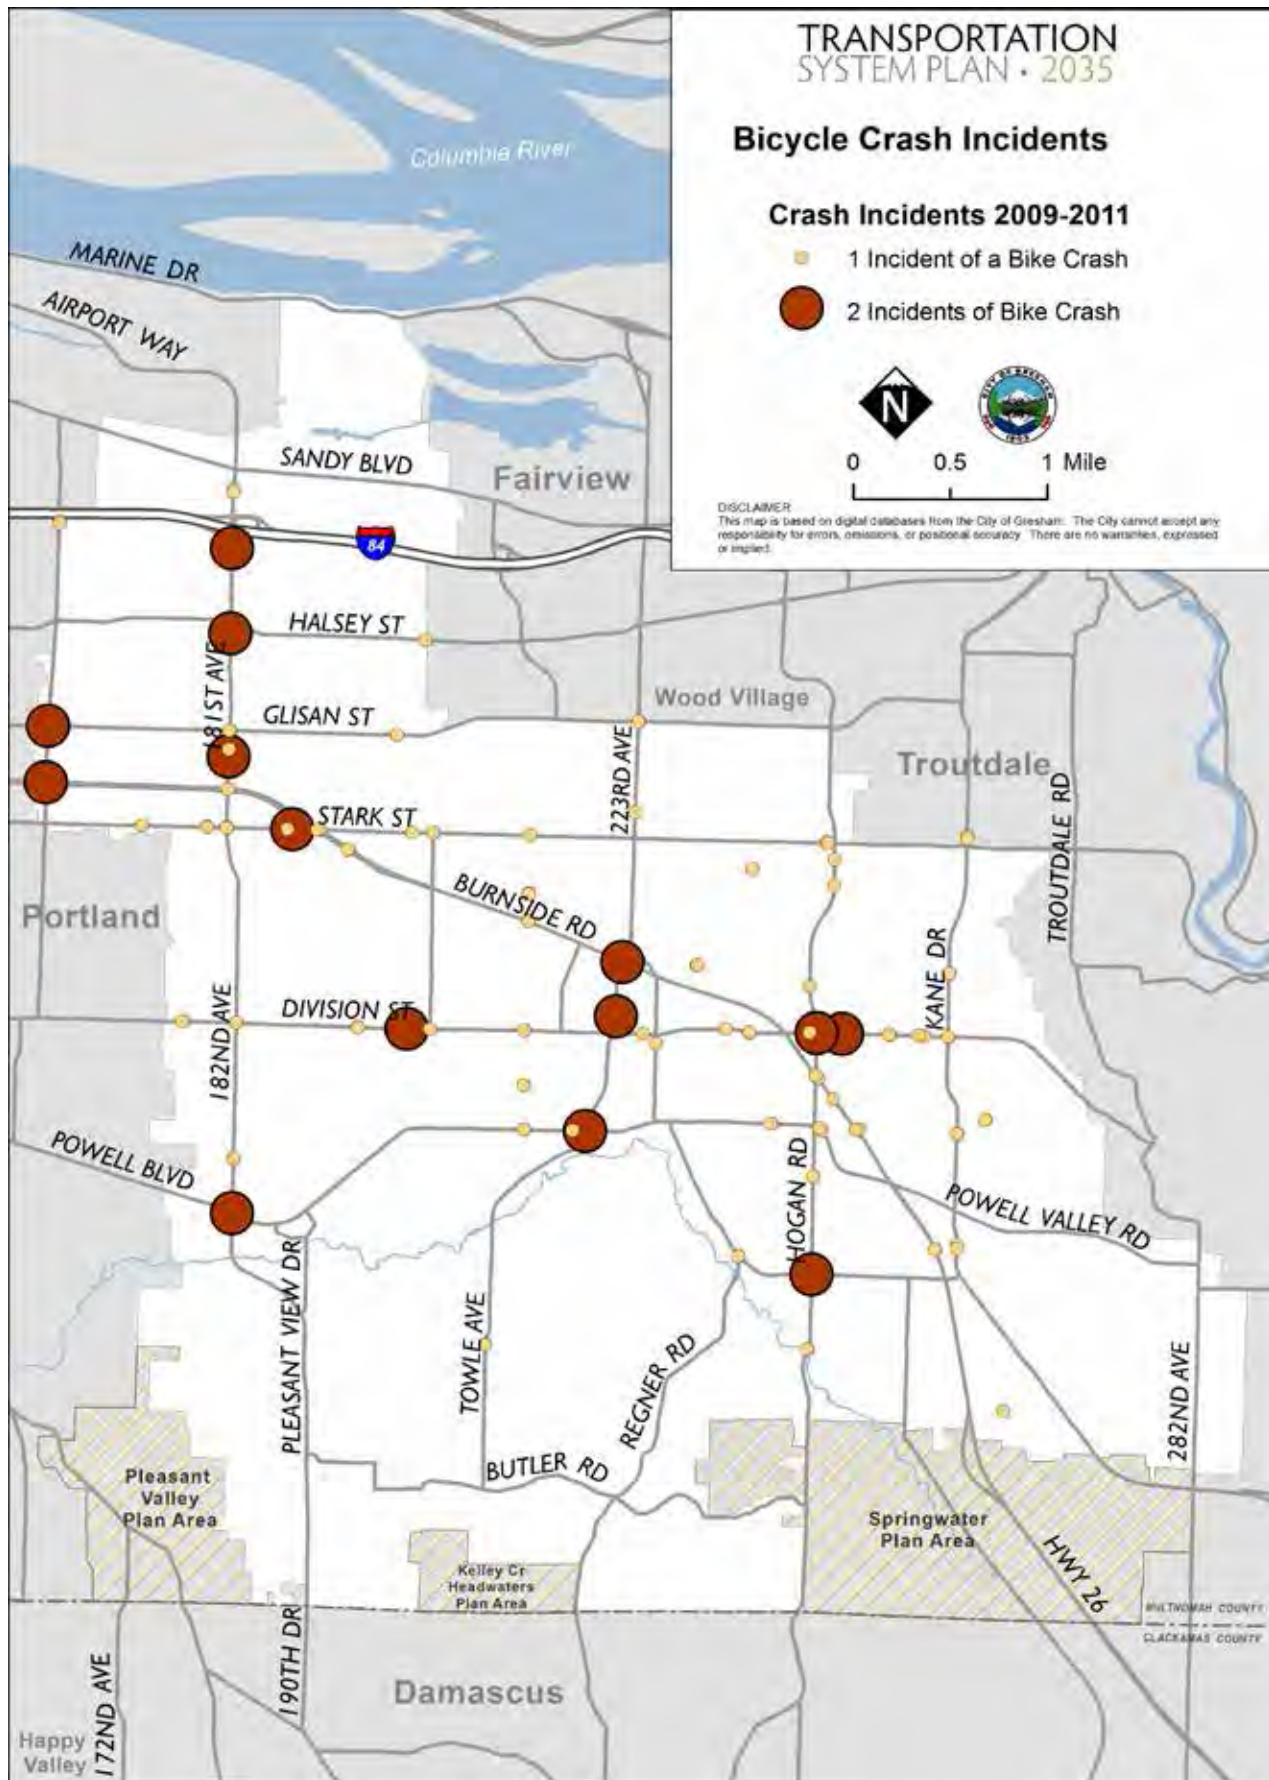 TRANSPORTATION
SYSTEM PLAN • 2035
Bicycle Crash Incidents
Crash Incidents 2009-2011
1 Incident of a Bike Crash
2 Incidents of Bike Crash
N
CITY OF GRESHAM
1905
0 0.5 1 Mile
DISCLAIMER
This map is based on digital databases from the City of Gresham. The City cannot accept any
responsibility for errors, omissions, or positional accuracy. There are no warranties, expressed
or implied.
Columbia River
MARINE DR
AIRPORT WAY
SANDY BLVD
Fairview
84
HALSEY ST
181ST AVE
Wood Village
GLISAN ST
223RD AVE
Troutdale
TROUTDALE RD
STARK ST
BURNSIDE RD
Portland
KANE DR
182ND AVE
DIVISION ST
POWELL BLVD
HOGAN RD
POWELL VALLEY RD
PLEASANT VIEW DR
TOWLE AVE
REGNER RD
282ND AVE
BUTLER RD
Pleasant
Valley
Plan Area
Springwater
Plan Area
Kelley Cr
Headwaters
Plan Area
HWY 26
MULTNOMAH COUNTY
CLACKAMAS COUNTY
190TH DR
172ND AVE
Damascus
Happy
Valley